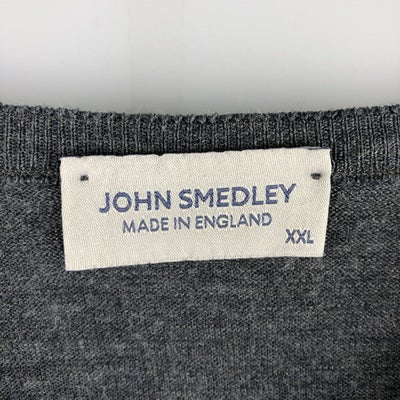 JOHN SMEDLEY
MADE IN ENGLAND
XXL